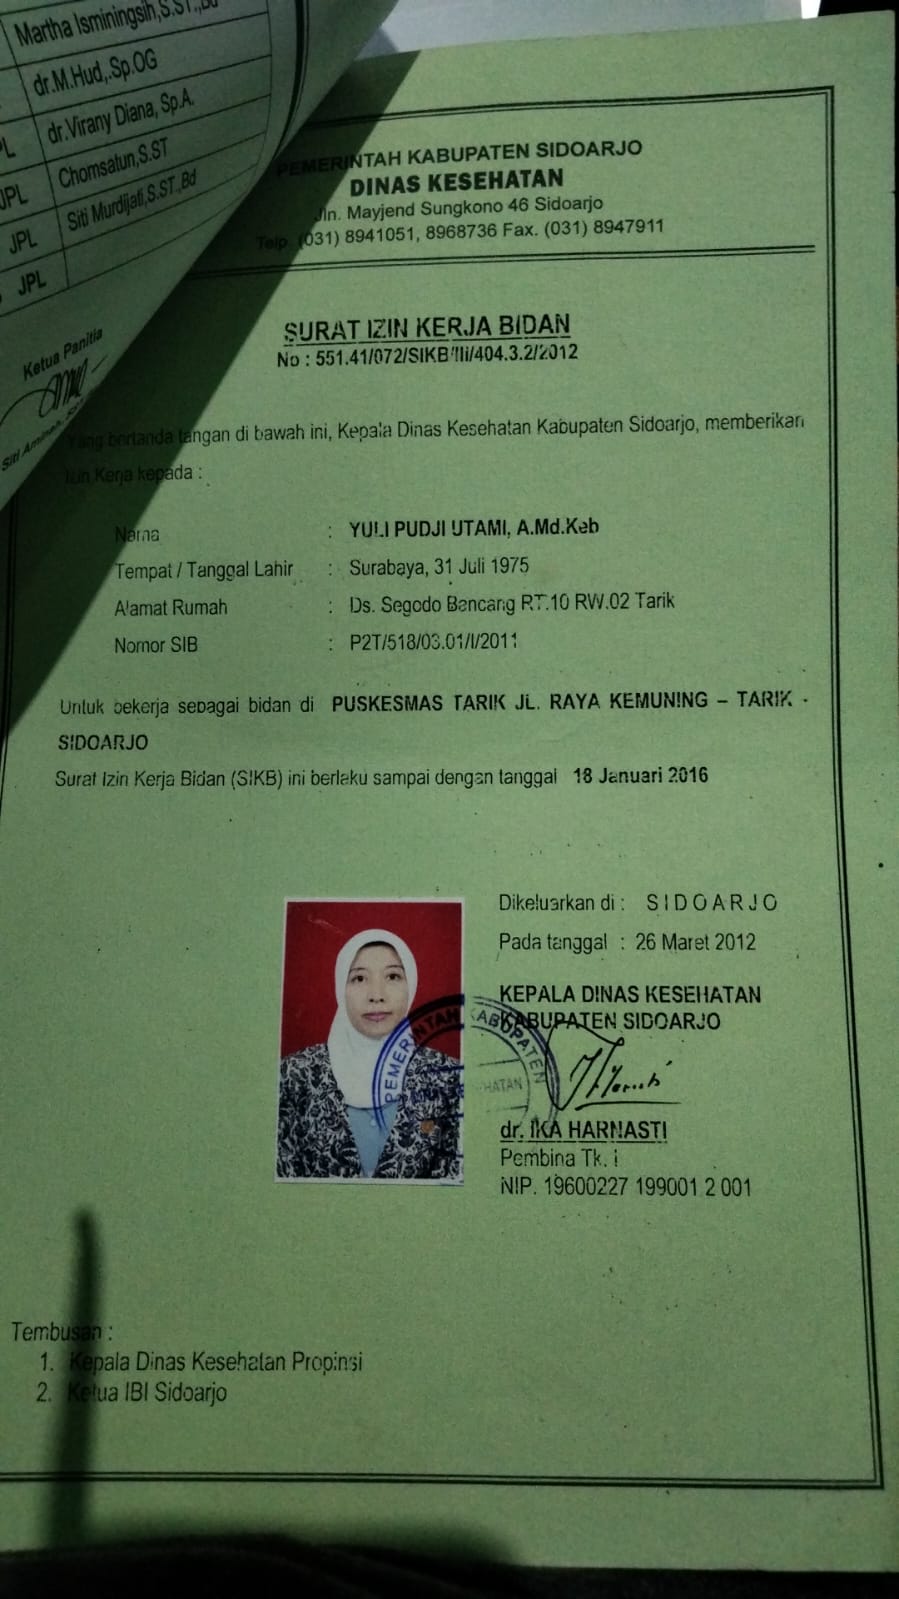 Martha Isminingsih,S.ST.,Bd
dr.M.Hud,.Sp.OG
dr.Virany Diana, Sp.A.
JPL Chomsatun,S.ST
JPL Siti Murdijati,S.ST.,Bd
JPL
Ketua Panitia
PEMERINTAH KABUPATEN SIDOARJO
DINAS KESEHATAN
Jln. Mayjend Sungkono 46 Sidoarjo
Telp. (031) 8941051, 8968736 Fax. (031) 8947911
SURAT IZIN KERJA BIDAN
No : 551.41/072/SIKB/III/404.3.2/2012
Yang bertanda tangan di bawah ini, Kepala Dinas Kesehatan Kabupaten Sidoarjo, memberikan
Izin Kerja kepada :
Nama : YULI PUDJI UTAMI, A.Md.Keb
Tempat / Tanggal Lahir : Surabaya, 31 Juli 1975
Alamat Rumah : Ds. Segodo Bancang RT.10 RW.02 Tarik
Nomor SIB : P2T/518/03.01/I/2011
Untuk bekerja sebagai bidan di PUSKESMAS TARIK JL. RAYA KEMUNING – TARIK -
SIDOARJO
Surat Izin Kerja Bidan (SIKB) ini berlaku sampai dengan tanggal 18 Januari 2016
Dikeluarkan di : SIDOARJO
Pada tanggal : 26 Maret 2012
KEPALA DINAS KESEHATAN
KABUPATEN SIDOARJO
PEMERINTAH KABUPATEN
dr. IKA HARNASTI
Pembina Tk. I
NIP. 19600227 199001 2 001
Tembusan :
1. Kepala Dinas Kesehatan Propinsi
2. Ketua IBI Sidoarjo